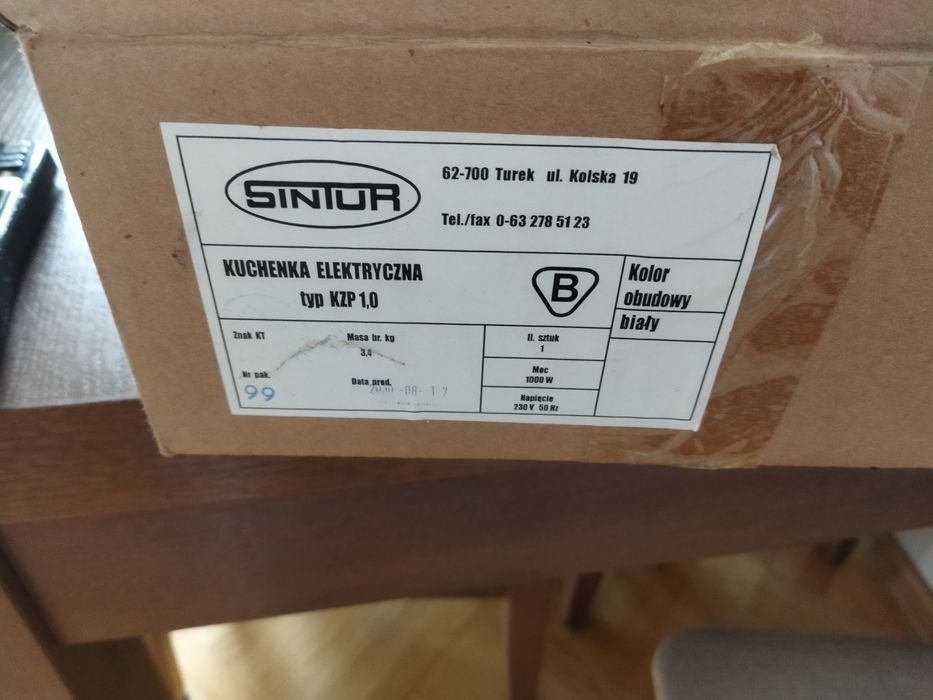 SINTUR
62-700 Turek ul. Kolska 19
Tel./fax 0-63 278 51 23
KUCHENKA ELEKTRYCZNA
typ KZP 1,0
B
Kolor
obudowy
biały
Znak KT
Masa br. kg
3,4
Il. sztuk
1
Moc
1000 W
Nr pak.
99
Data prod.
-08-17
Napięcie
230 V 50 Hz